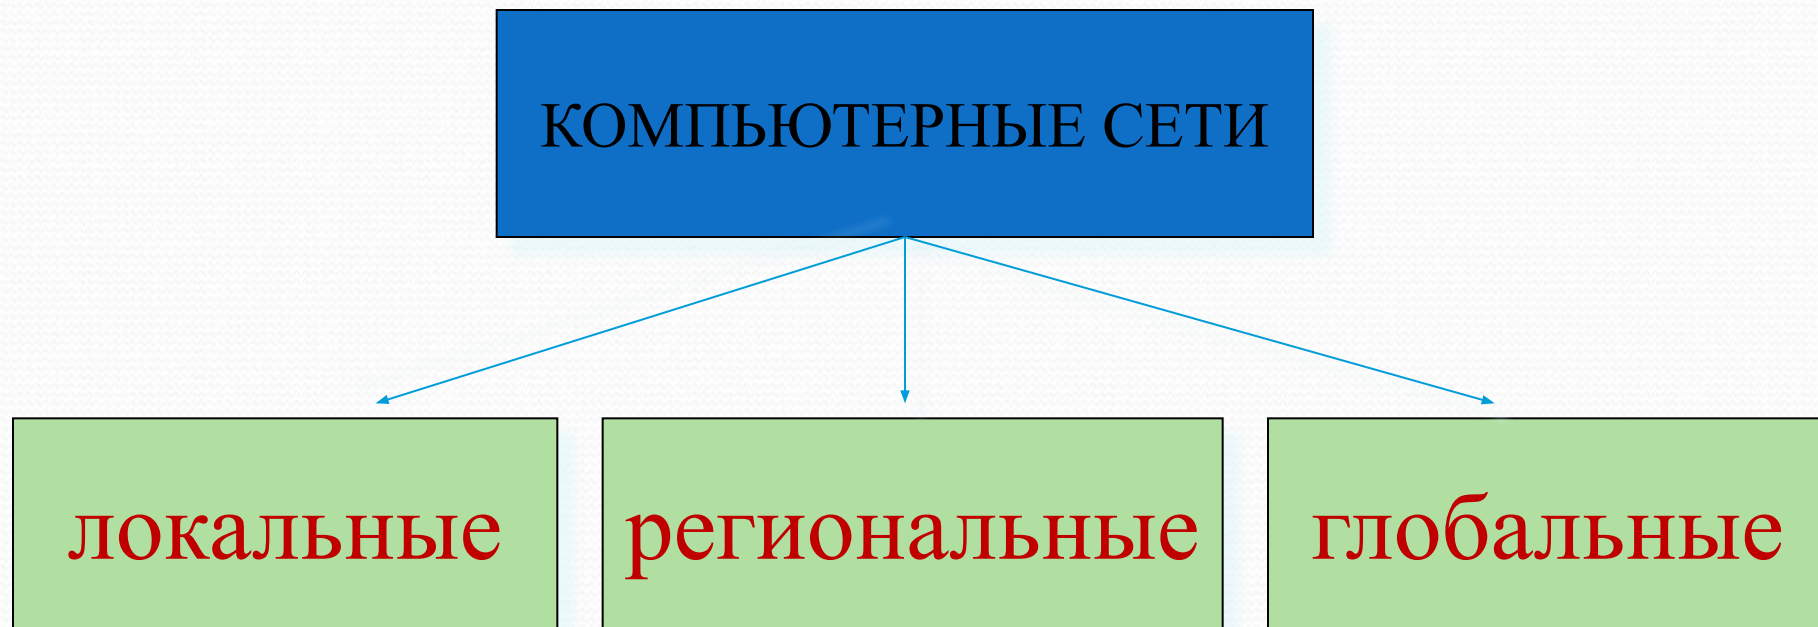 КОМПЬЮТЕРНЫЕ СЕТИ
локальные
региональные
глобальные